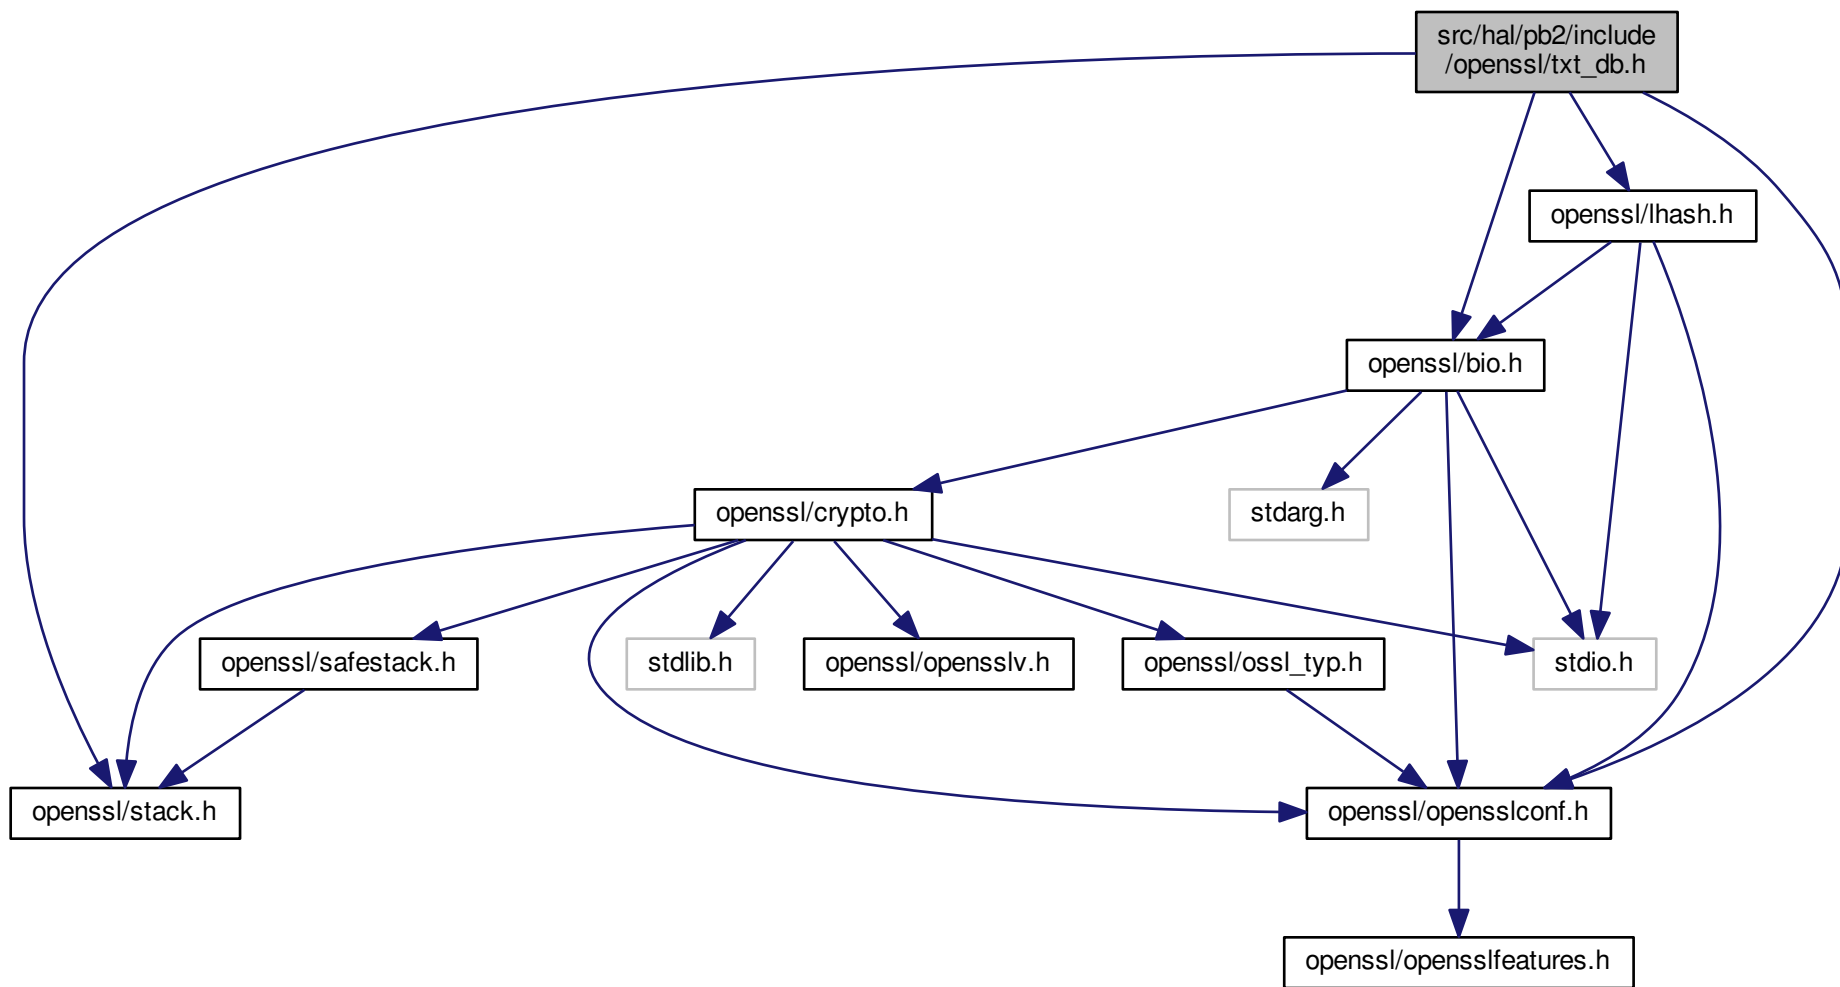 src/hal/pb2/include
/openssl/txt_db.h
openssl/lhash.h
openssl/bio.h
openssl/crypto.h
stdarg.h
openssl/safestack.h
stdlib.h
openssl/opensslv.h
openssl/ossl_typ.h
stdio.h
openssl/stack.h
openssl/opensslconf.h
openssl/opensslfeatures.h